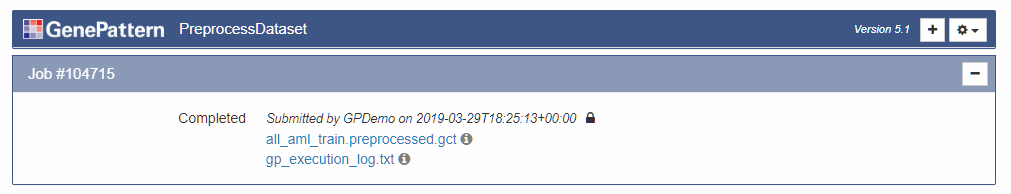 GenePattern PreprocessDataset Version 5.1
Job #104715
Completed Submitted by GPDemo on 2019-03-29T18:25:13+00:00
all_aml_train.preprocessed.gct
gp_execution_log.txt